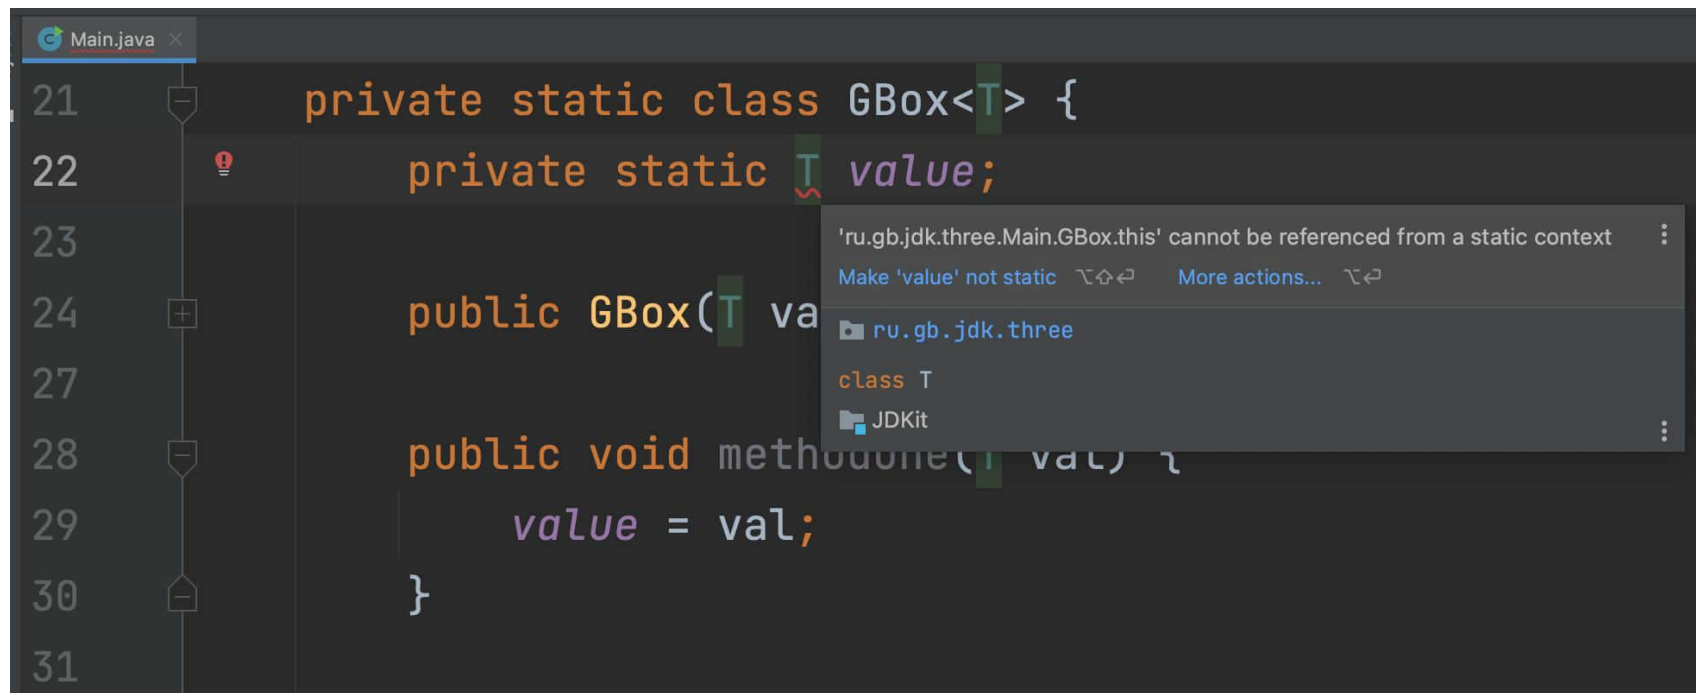 Main.java
21 private static class GBox<T> {
22 private static T value;
23
'ru.gb.jdk.three.Main.GBox.this' cannot be referenced from a static context
Make 'value' not static ⌥⇧⏎ More actions... ⌥⏎
24 public GBox(T va
ru.gb.jdk.three
27
class T
JDKit
28 public void methodOne(T val) {
29 value = val;
30 }
31